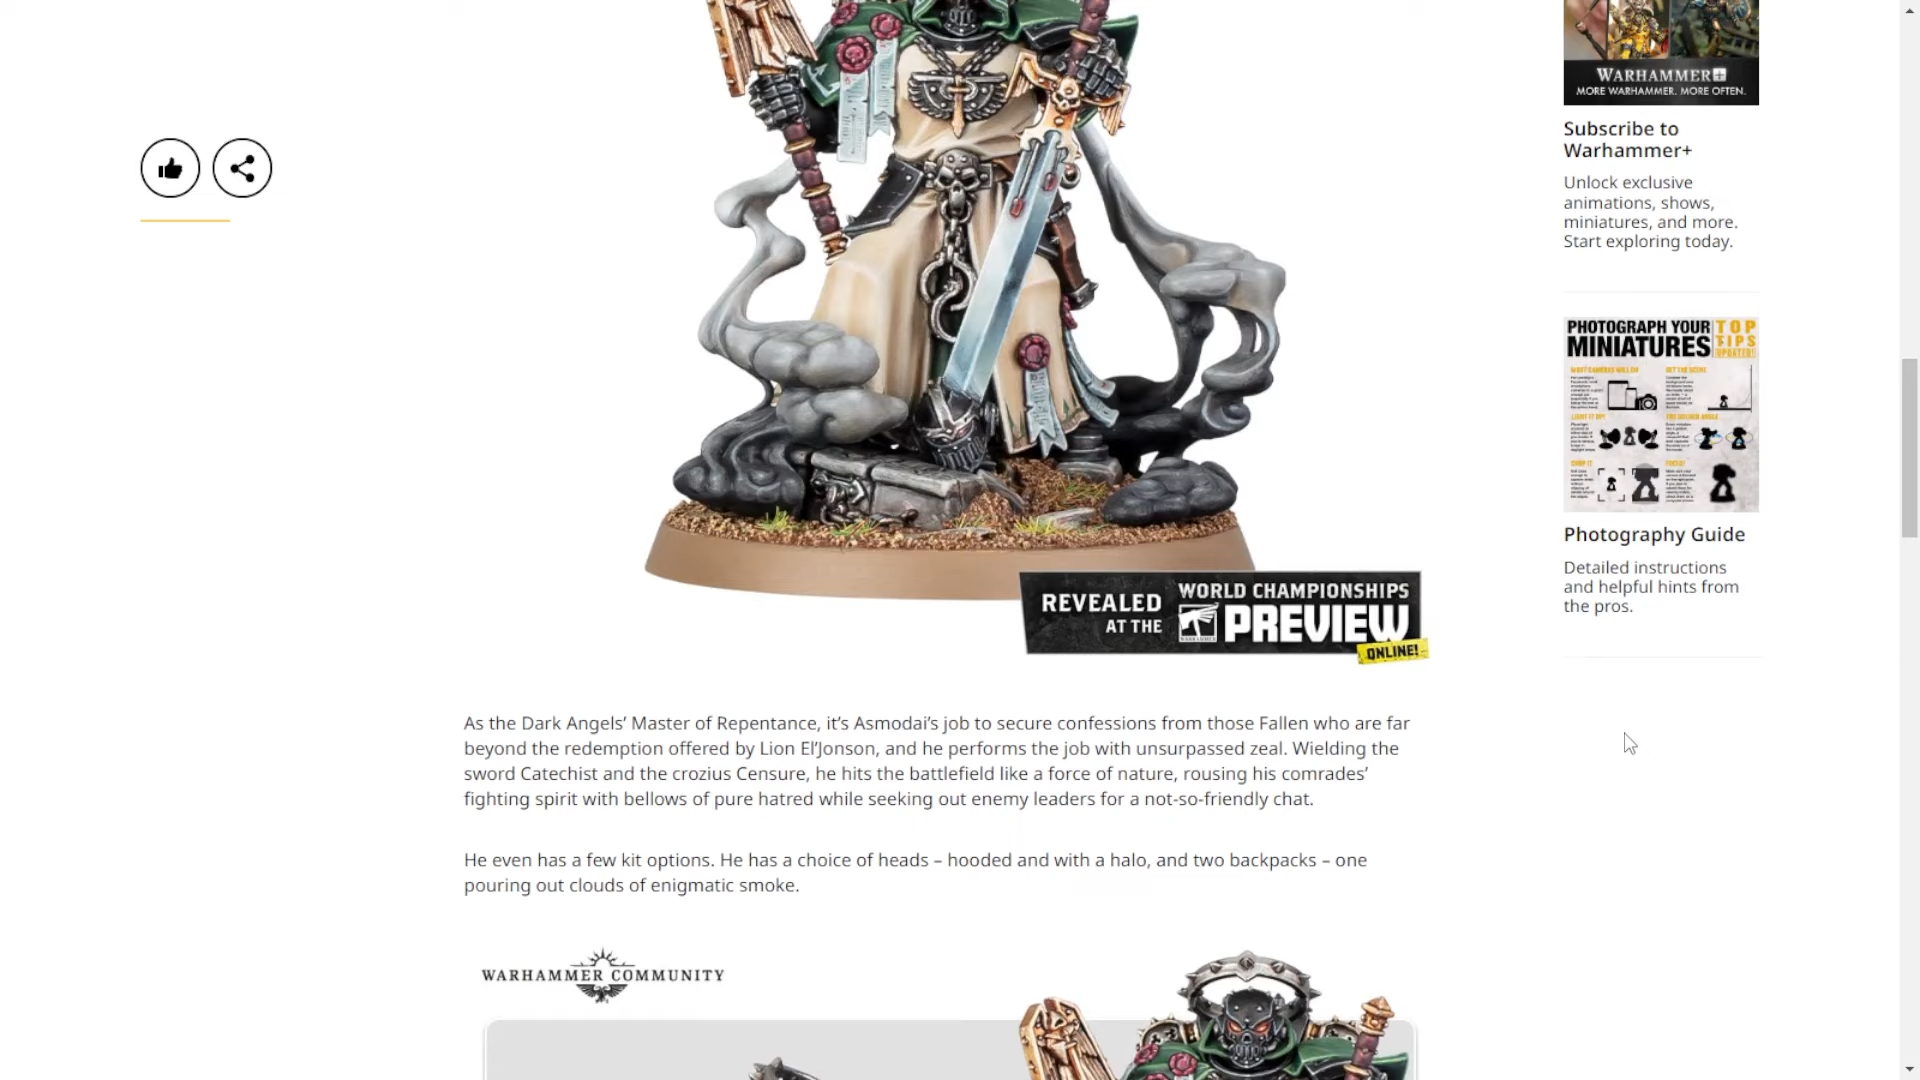 WARHAMMER+
MORE WARHAMMER. MORE OFTEN.
Subscribe to
Warhammer+
Unlock exclusive
animations, shows,
miniatures, and more.
Start exploring today.
PHOTOGRAPH YOUR
MINIATURES
TOP
TIPS
UPDATED!
Photography Guide
Detailed instructions
and helpful hints from
the pros.
REVEALED
AT THE
WORLD CHAMPIONSHIPS
PREVIEW
ONLINE!
As the Dark Angels’ Master of Repentance, it’s Asmodai’s job to secure confessions from those Fallen who are far
beyond the redemption offered by Lion El’Jonson, and he performs the job with unsurpassed zeal. Wielding the
sword Catechist and the crozius Censure, he hits the battlefield like a force of nature, rousing his comrades’
fighting spirit with bellows of pure hatred while seeking out enemy leaders for a not-so-friendly chat.
He even has a few kit options. He has a choice of heads – hooded and with a halo, and two backpacks – one
pouring out clouds of enigmatic smoke.
WARHAMMER COMMUNITY